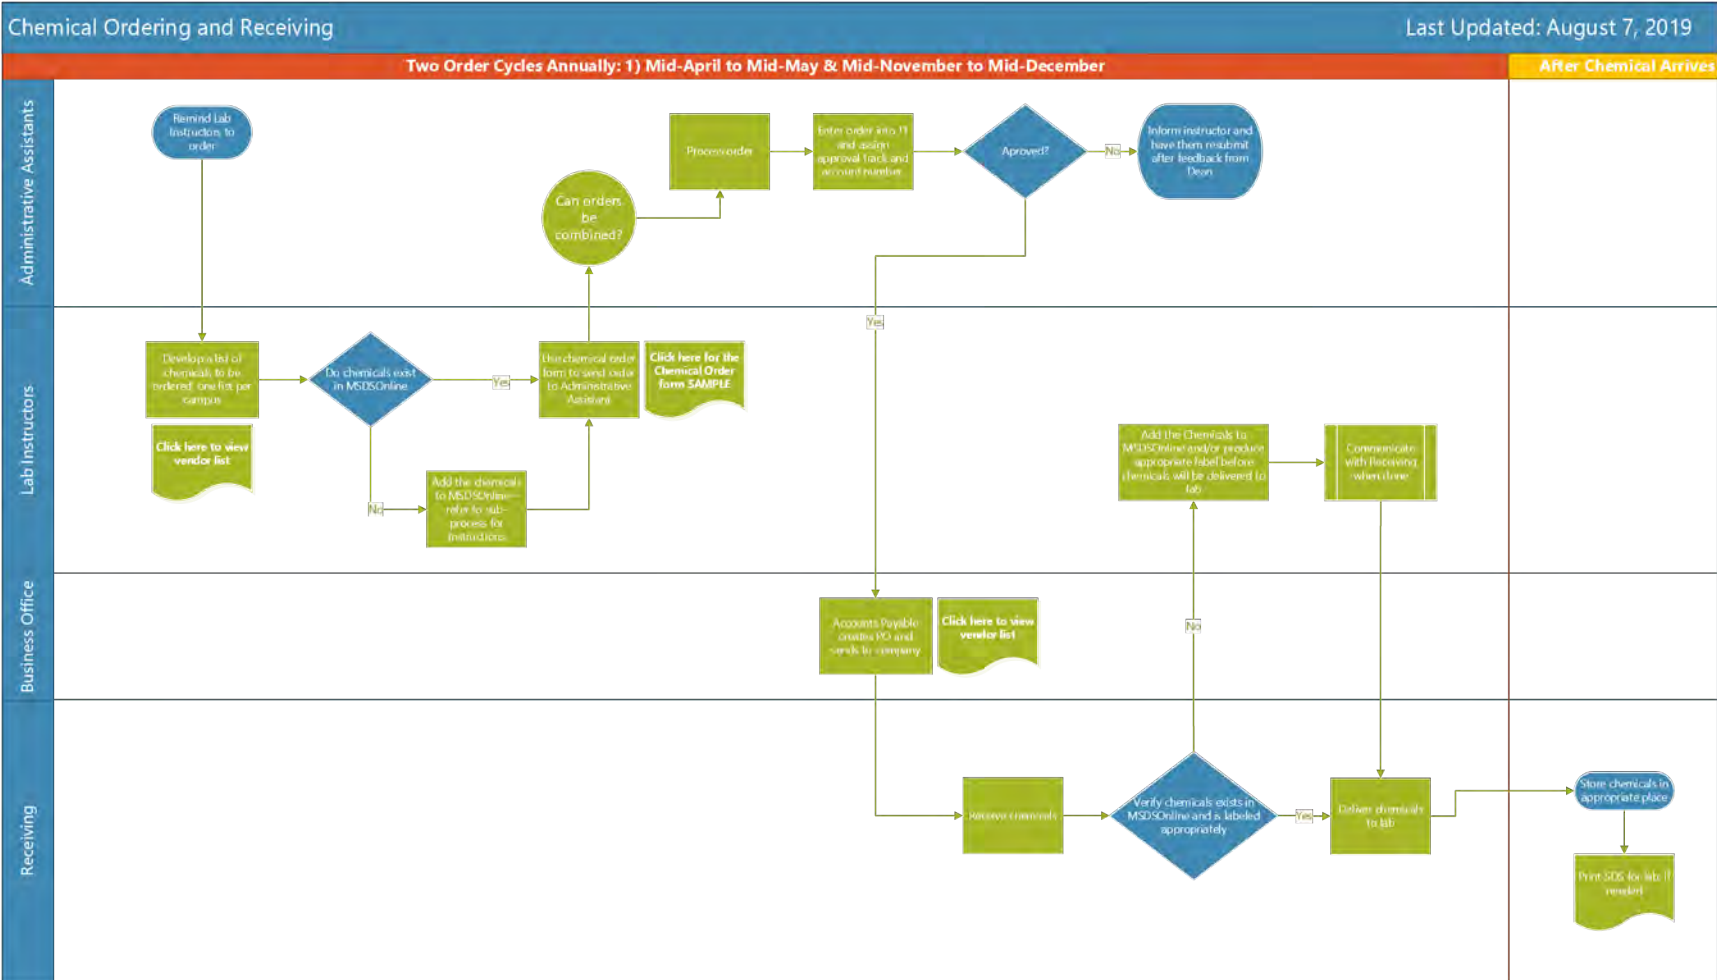 Chemical Ordering and Receiving
Last Updated: August 7, 2019
Two Order Cycles Annually: 1) Mid-April to Mid-May & Mid-November to Mid-December
After Chemical Arrives
Administrative Assistants
Remind Lab
Instructors to
order
Can orders
be
combined?
Process order
Enter order into
and assign
approval track and
account number
Aproved?
No
Inform instructor and
have them resubmit
after feedback from
Dean
Yes
Lab Instructors
Develop a list of
chemicals to be
ordered, one list per
campus
Click here to view
vendor list
Do chemicals exist
in MSDSOnline
Yes
No
Add the chemicals
to MSDSOnline
refer to sub-
process for
instructions
Use chemical order
form to send order
to Administrative
Assistant
Click here for the
Chemical Order
form SAMPLE
Add the Chemicals to
MSDSOnline and/or produce
appropriate label before
chemicals will be delivered to
lab
Communicate
with Receiving
when done
Business Office
Accounts Payable
creates PO and
sends to company
Click here to view
vendor list
No
Receiving
Receive chemicals
Verify chemicals exists in
MSDSOnline and is labeled
appropriately
Yes
Deliver chemicals
to lab
Store chemicals in
appropriate place
Print SDS for lab if
needed